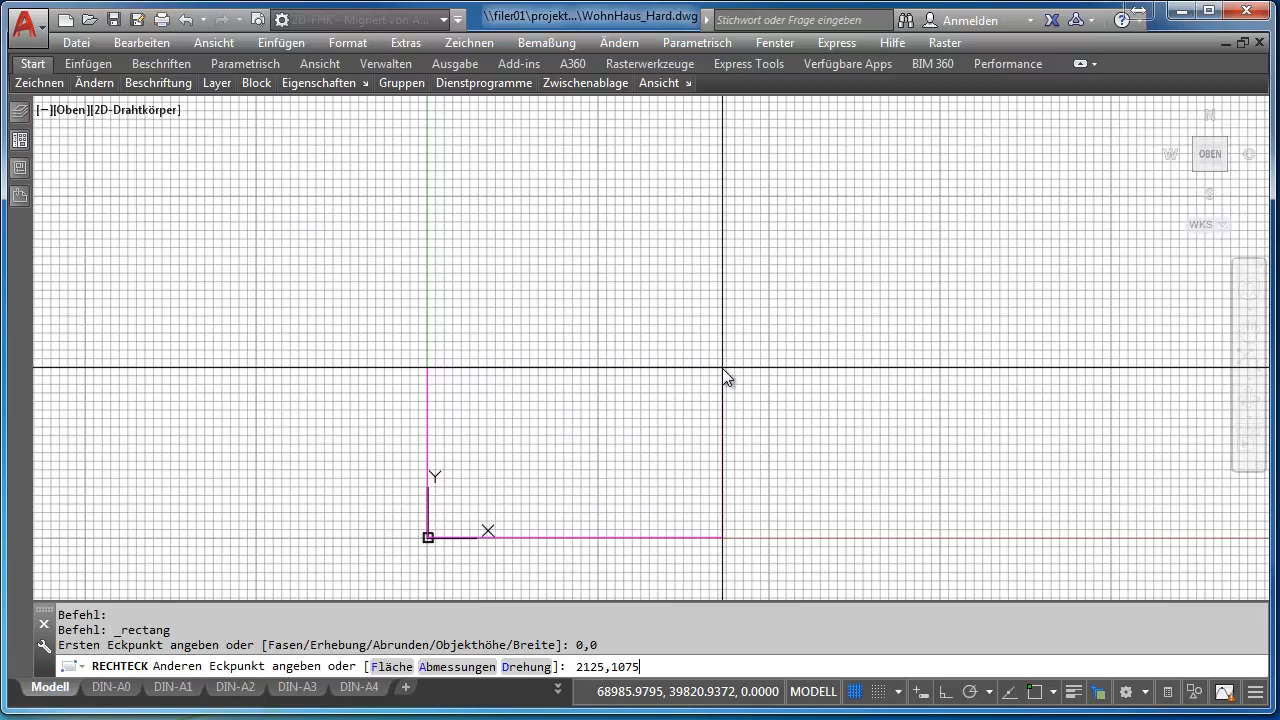 2D-FHK - Migriert von A... \\filer01\projekt...\WohnHaus_Hard.dwg Stichwort oder Frage eingeben Anmelden
Datei Bearbeiten Ansicht Einfügen Format Extras Zeichnen Bemaßung Ändern Parametrisch Fenster Express Hilfe Raster
Start Einfügen Beschriften Parametrisch Ansicht Verwalten Ausgabe Add-ins A360 Rasterwerkzeuge Express Tools Verfügbare Apps BIM 360 Performance
Zeichnen Ändern Beschriftung Layer Block Eigenschaften Gruppen Dienstprogramme Zwischenablage Ansicht
[−][Oben][2D-Drahtkörper]
N
W OBEN O
S
WKS
Y
X
Befehl:
Befehl: _rectang
Ersten Eckpunkt angeben oder [Fasen/Erhebung/Abrunden/Objekthöhe/Breite]: 0,0
RECHTECK Anderen Eckpunkt angeben oder [Fläche Abmessungen Drehung]: 2125,1075
Modell DIN-A0 DIN-A1 DIN-A2 DIN-A3 DIN-A4 + 68985.9795, 39820.9372, 0.0000 MODELL